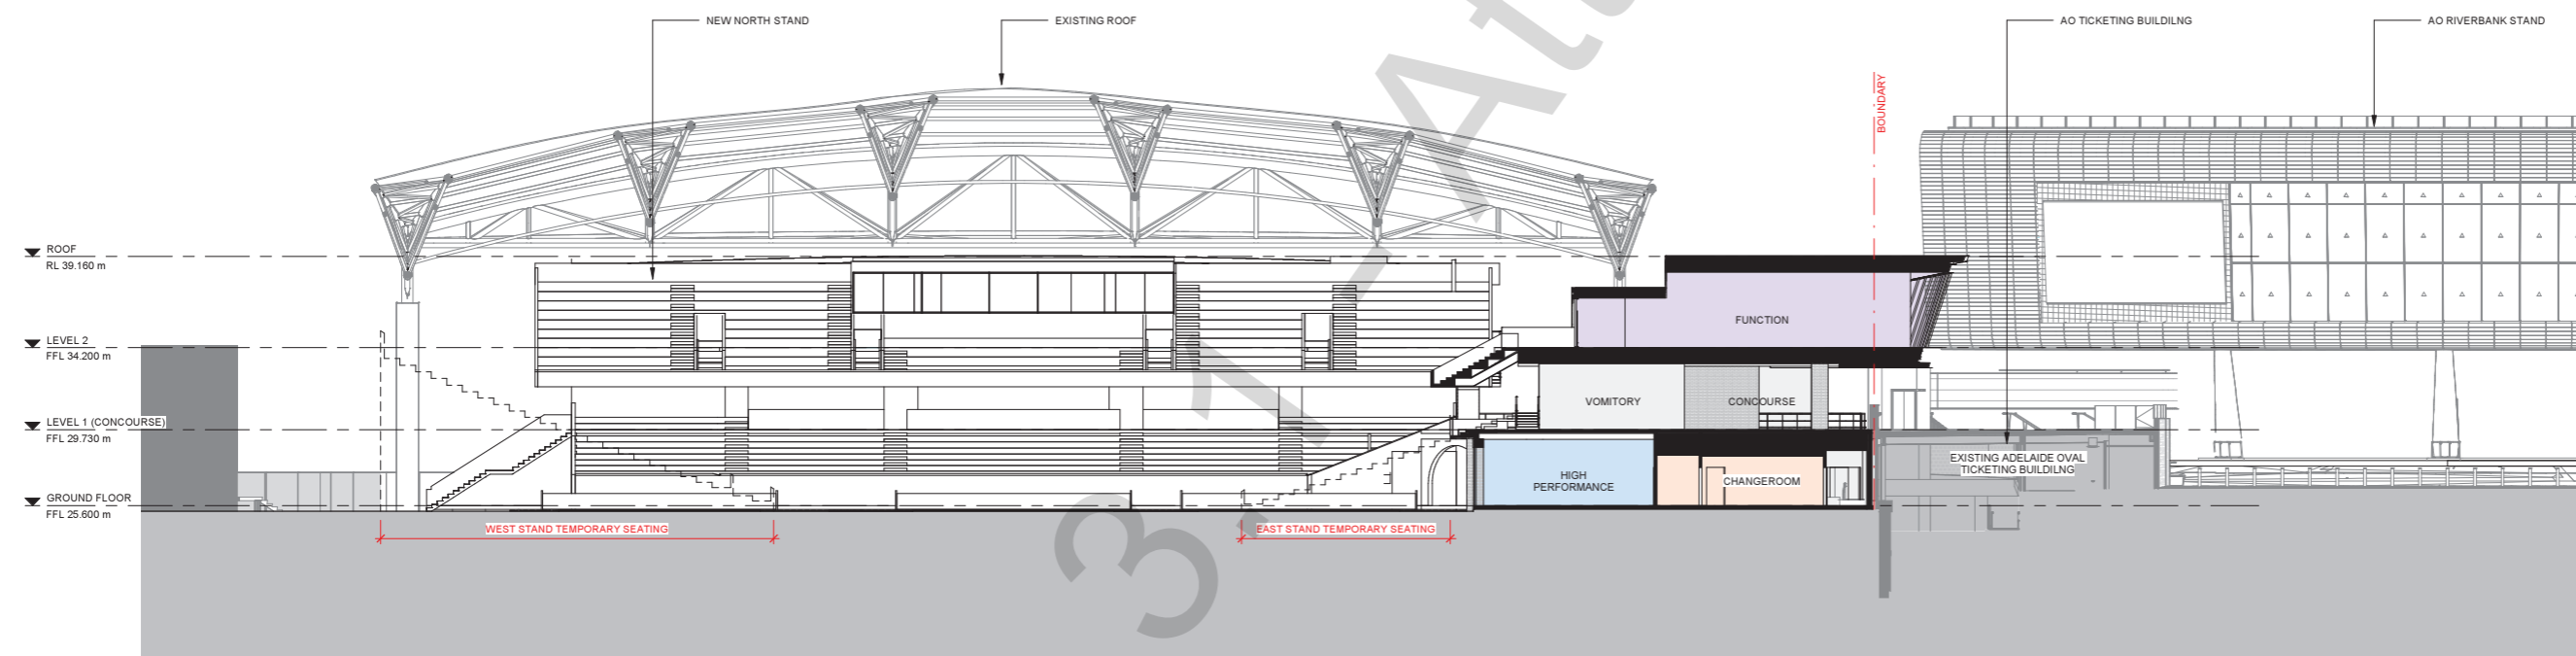 NEW NORTH STAND
EXISTING ROOF
AO TICKETING BUILDILNG
AO RIVERBANK STAND
BOUNDARY
ROOF
RL 39.160 m
FUNCTION
LEVEL 2
FFL 34.200 m
VOMITORY
CONCOURSE
LEVEL 1 (CONCOURSE)
FFL 29.730 m
EXISTING ADELAIDE OVAL
TICKETING BUILDILNG
HIGH
PERFORMANCE
CHANGEROOM
GROUND FLOOR
FFL 25.600 m
WEST STAND TEMPORARY SEATING
EAST STAND TEMPORARY SEATING